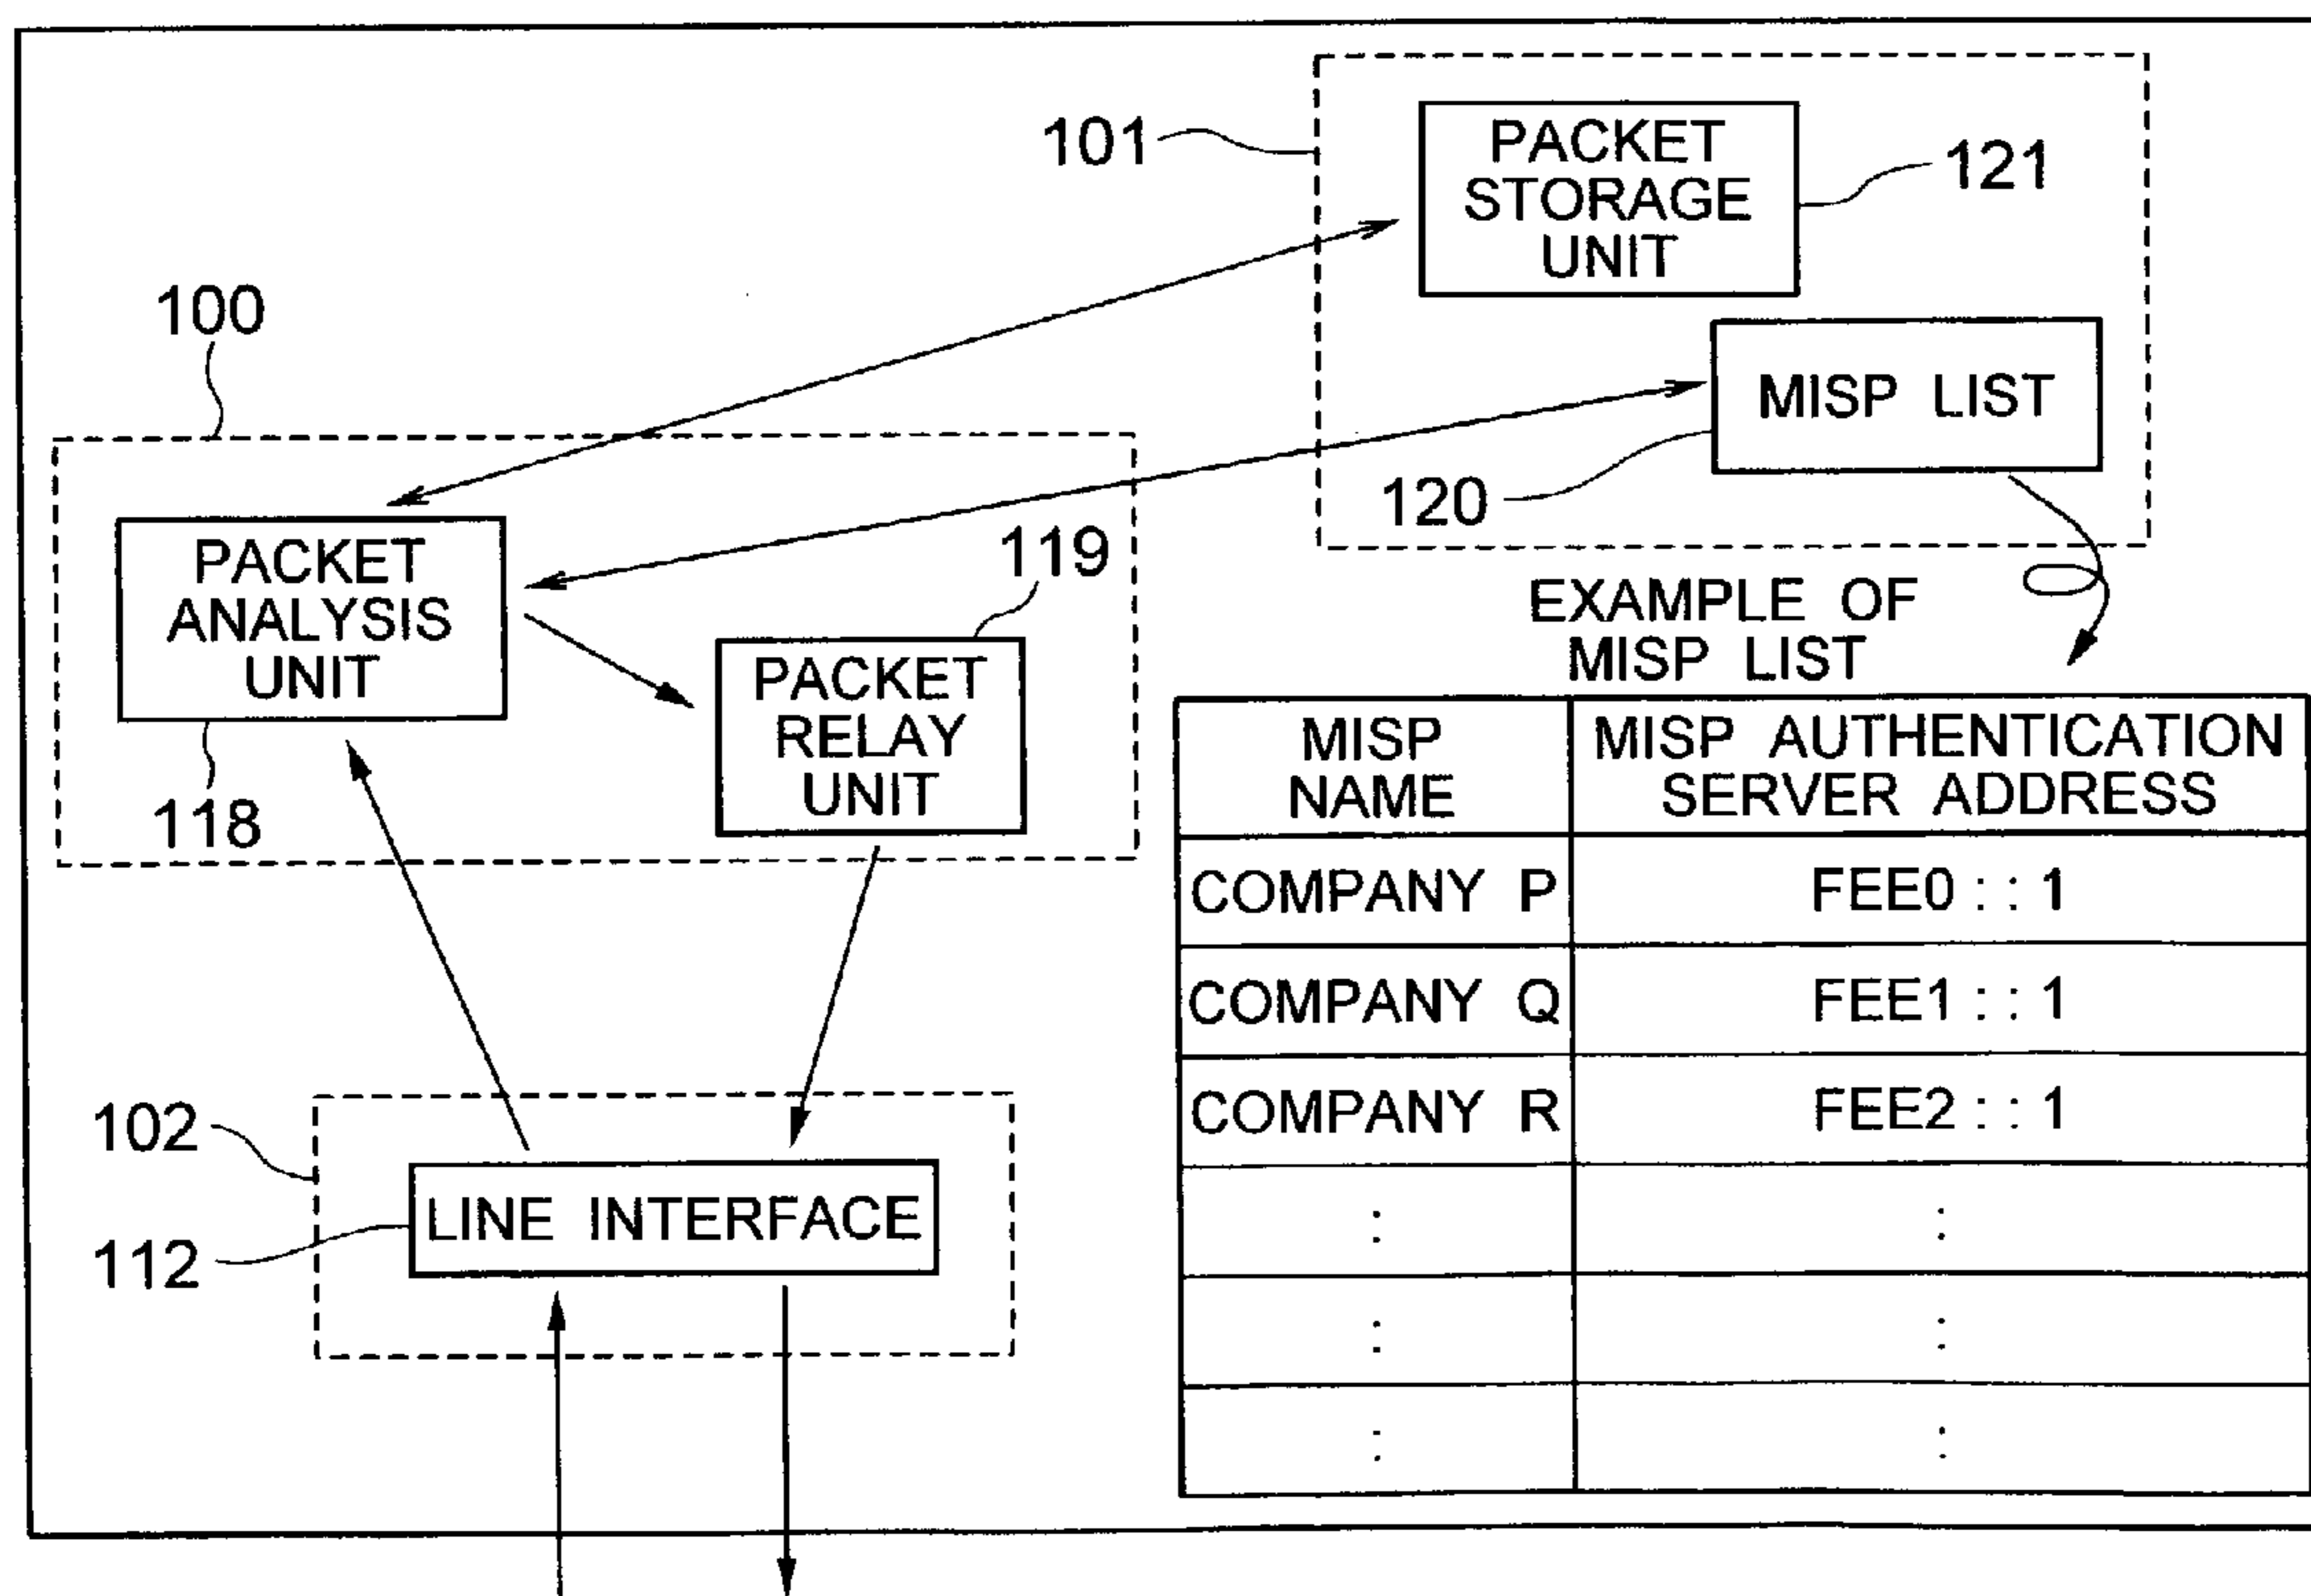 101
PACKET
STORAGE
UNIT
121
100
MISP LIST
120
PACKET
ANALYSIS
UNIT
118
119
PACKET
RELAY
UNIT
EXAMPLE OF
MISP LIST
MISP
NAME
MISP AUTHENTICATION
SERVER ADDRESS
COMPANY P
FEE0 : : 1
COMPANY Q
FEE1 : : 1
COMPANY R
FEE2 : : 1
:
:
:
:
:
:
102
LINE INTERFACE
112